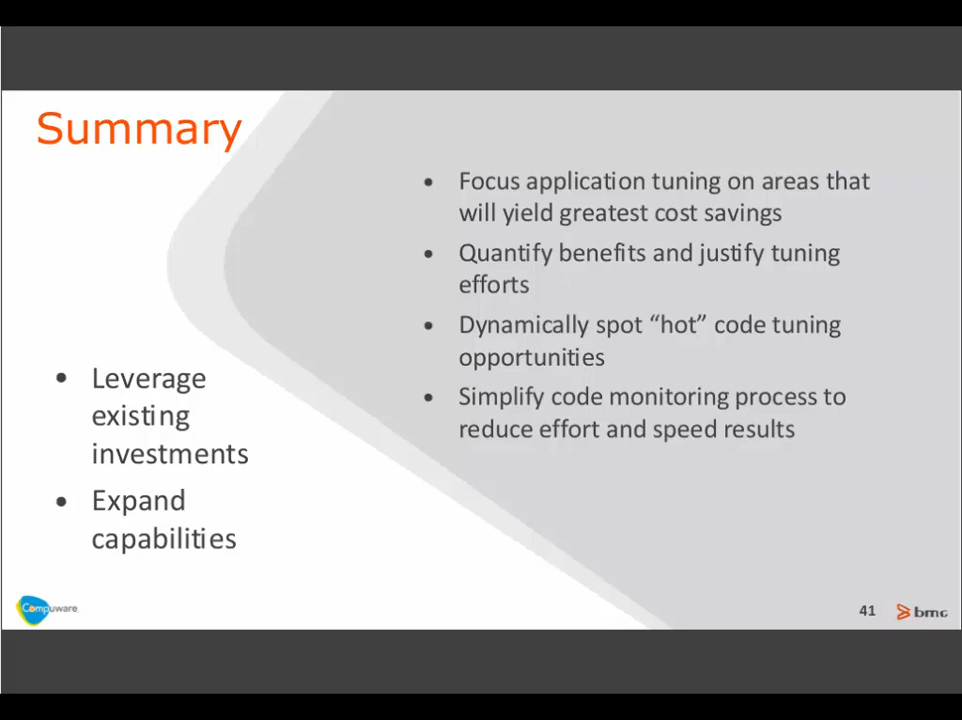 Summary
• Leverage
existing
investments
• Expand
capabilities
• Focus application tuning on areas that
will yield greatest cost savings
• Quantify benefits and justify tuning
efforts
• Dynamically spot “hot” code tuning
opportunities
• Simplify code monitoring process to
reduce effort and speed results
Compuware
41
bmc